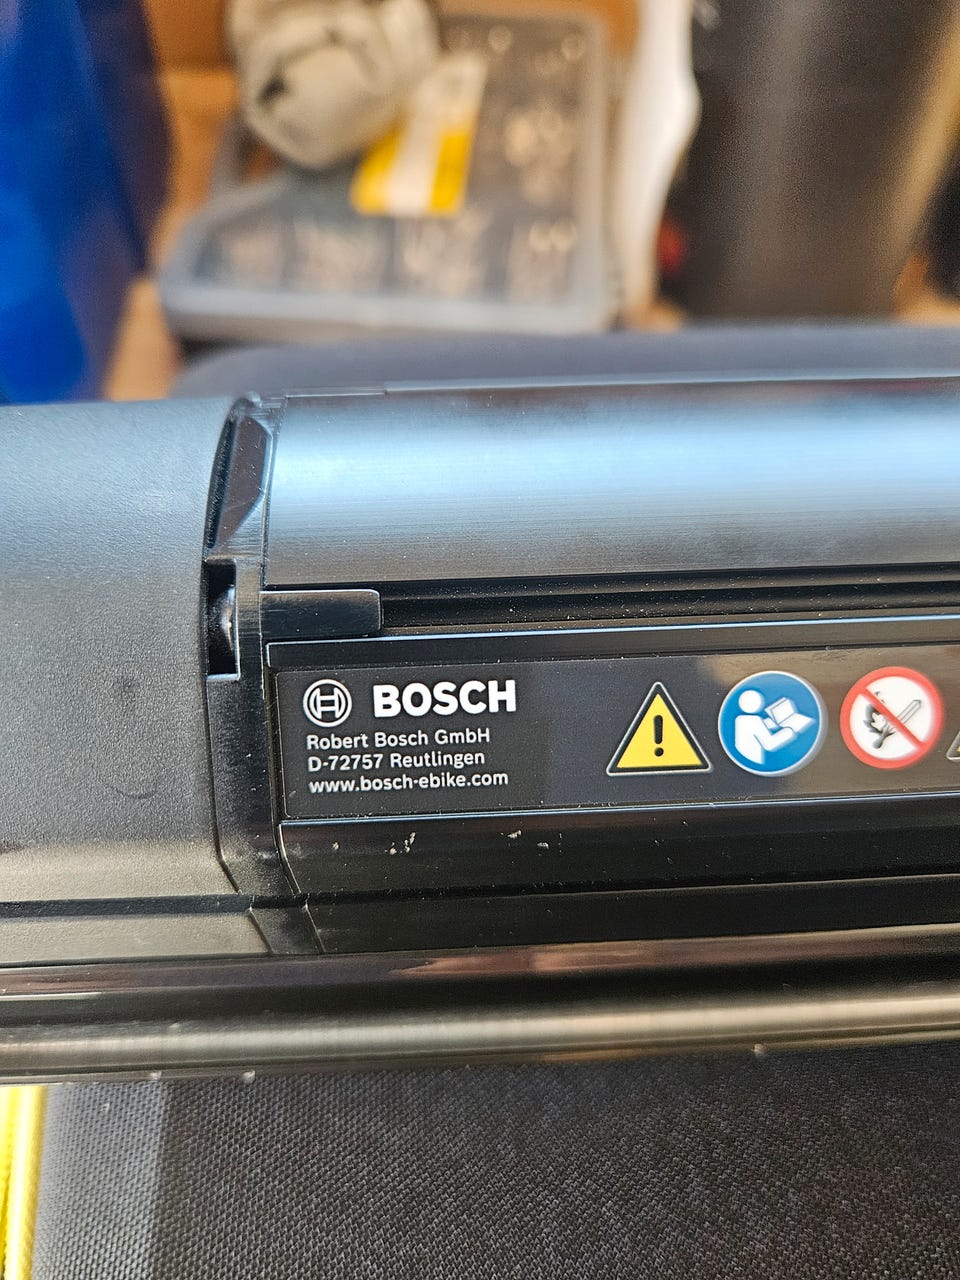 BOSCH
Robert Bosch GmbH
D-72757 Reutlingen
www.bosch-ebike.com